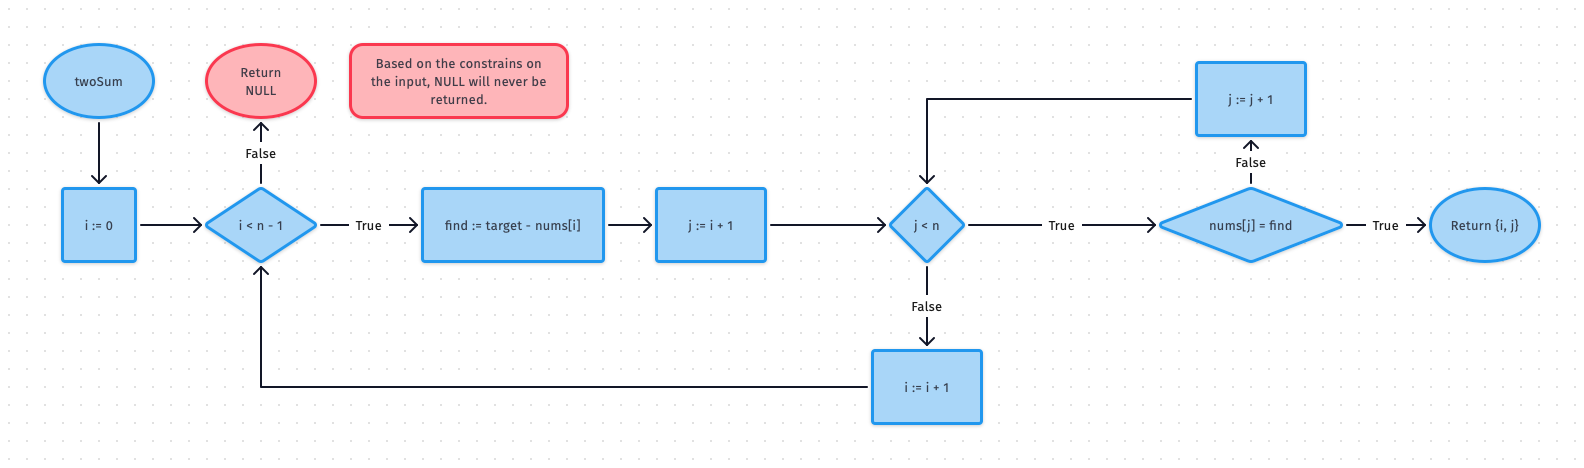 twoSum
Return
NULL
Based on the constrains on
the input, NULL will never be
returned.
j := j + 1
False
False
i := 0
i < n - 1
True
find := target - nums[i]
j := i + 1
j < n
True
nums[j] = find
True
Return {i, j}
False
i := i + 1